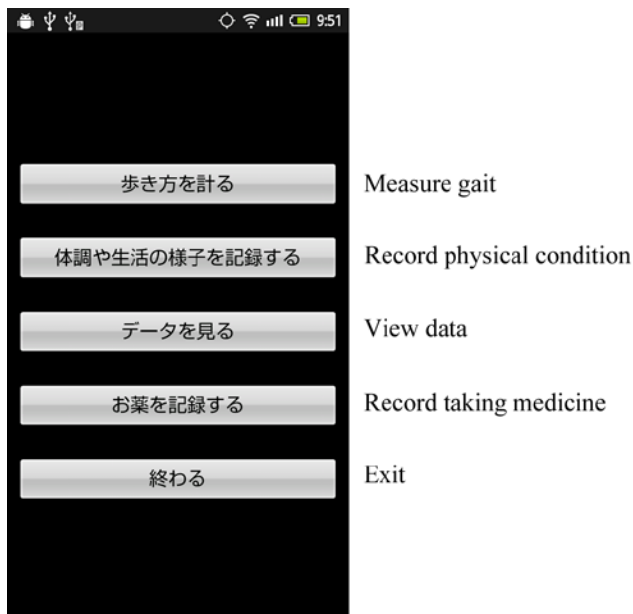 9:51
歩き方を計る Measure gait
体調や生活の様子を記録する Record physical condition
データを見る View data
お薬を記録する Record taking medicine
終わる Exit